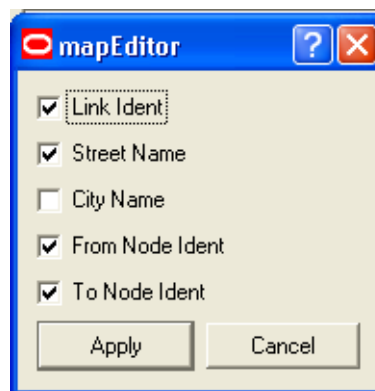 mapEditor
?
Link Ident
Street Name
City Name
From Node Ident
To Node Ident
Apply
Cancel